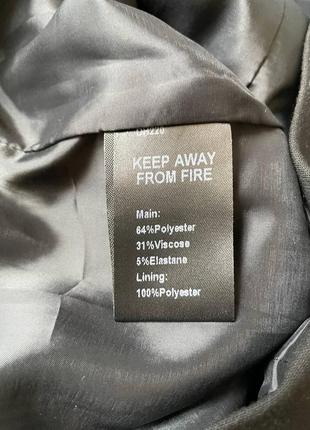 KEEP AWAY
FROM FIRE
Main:
64%Polyester
31%Viscose
5%Elastane
Lining:
100%Polyester